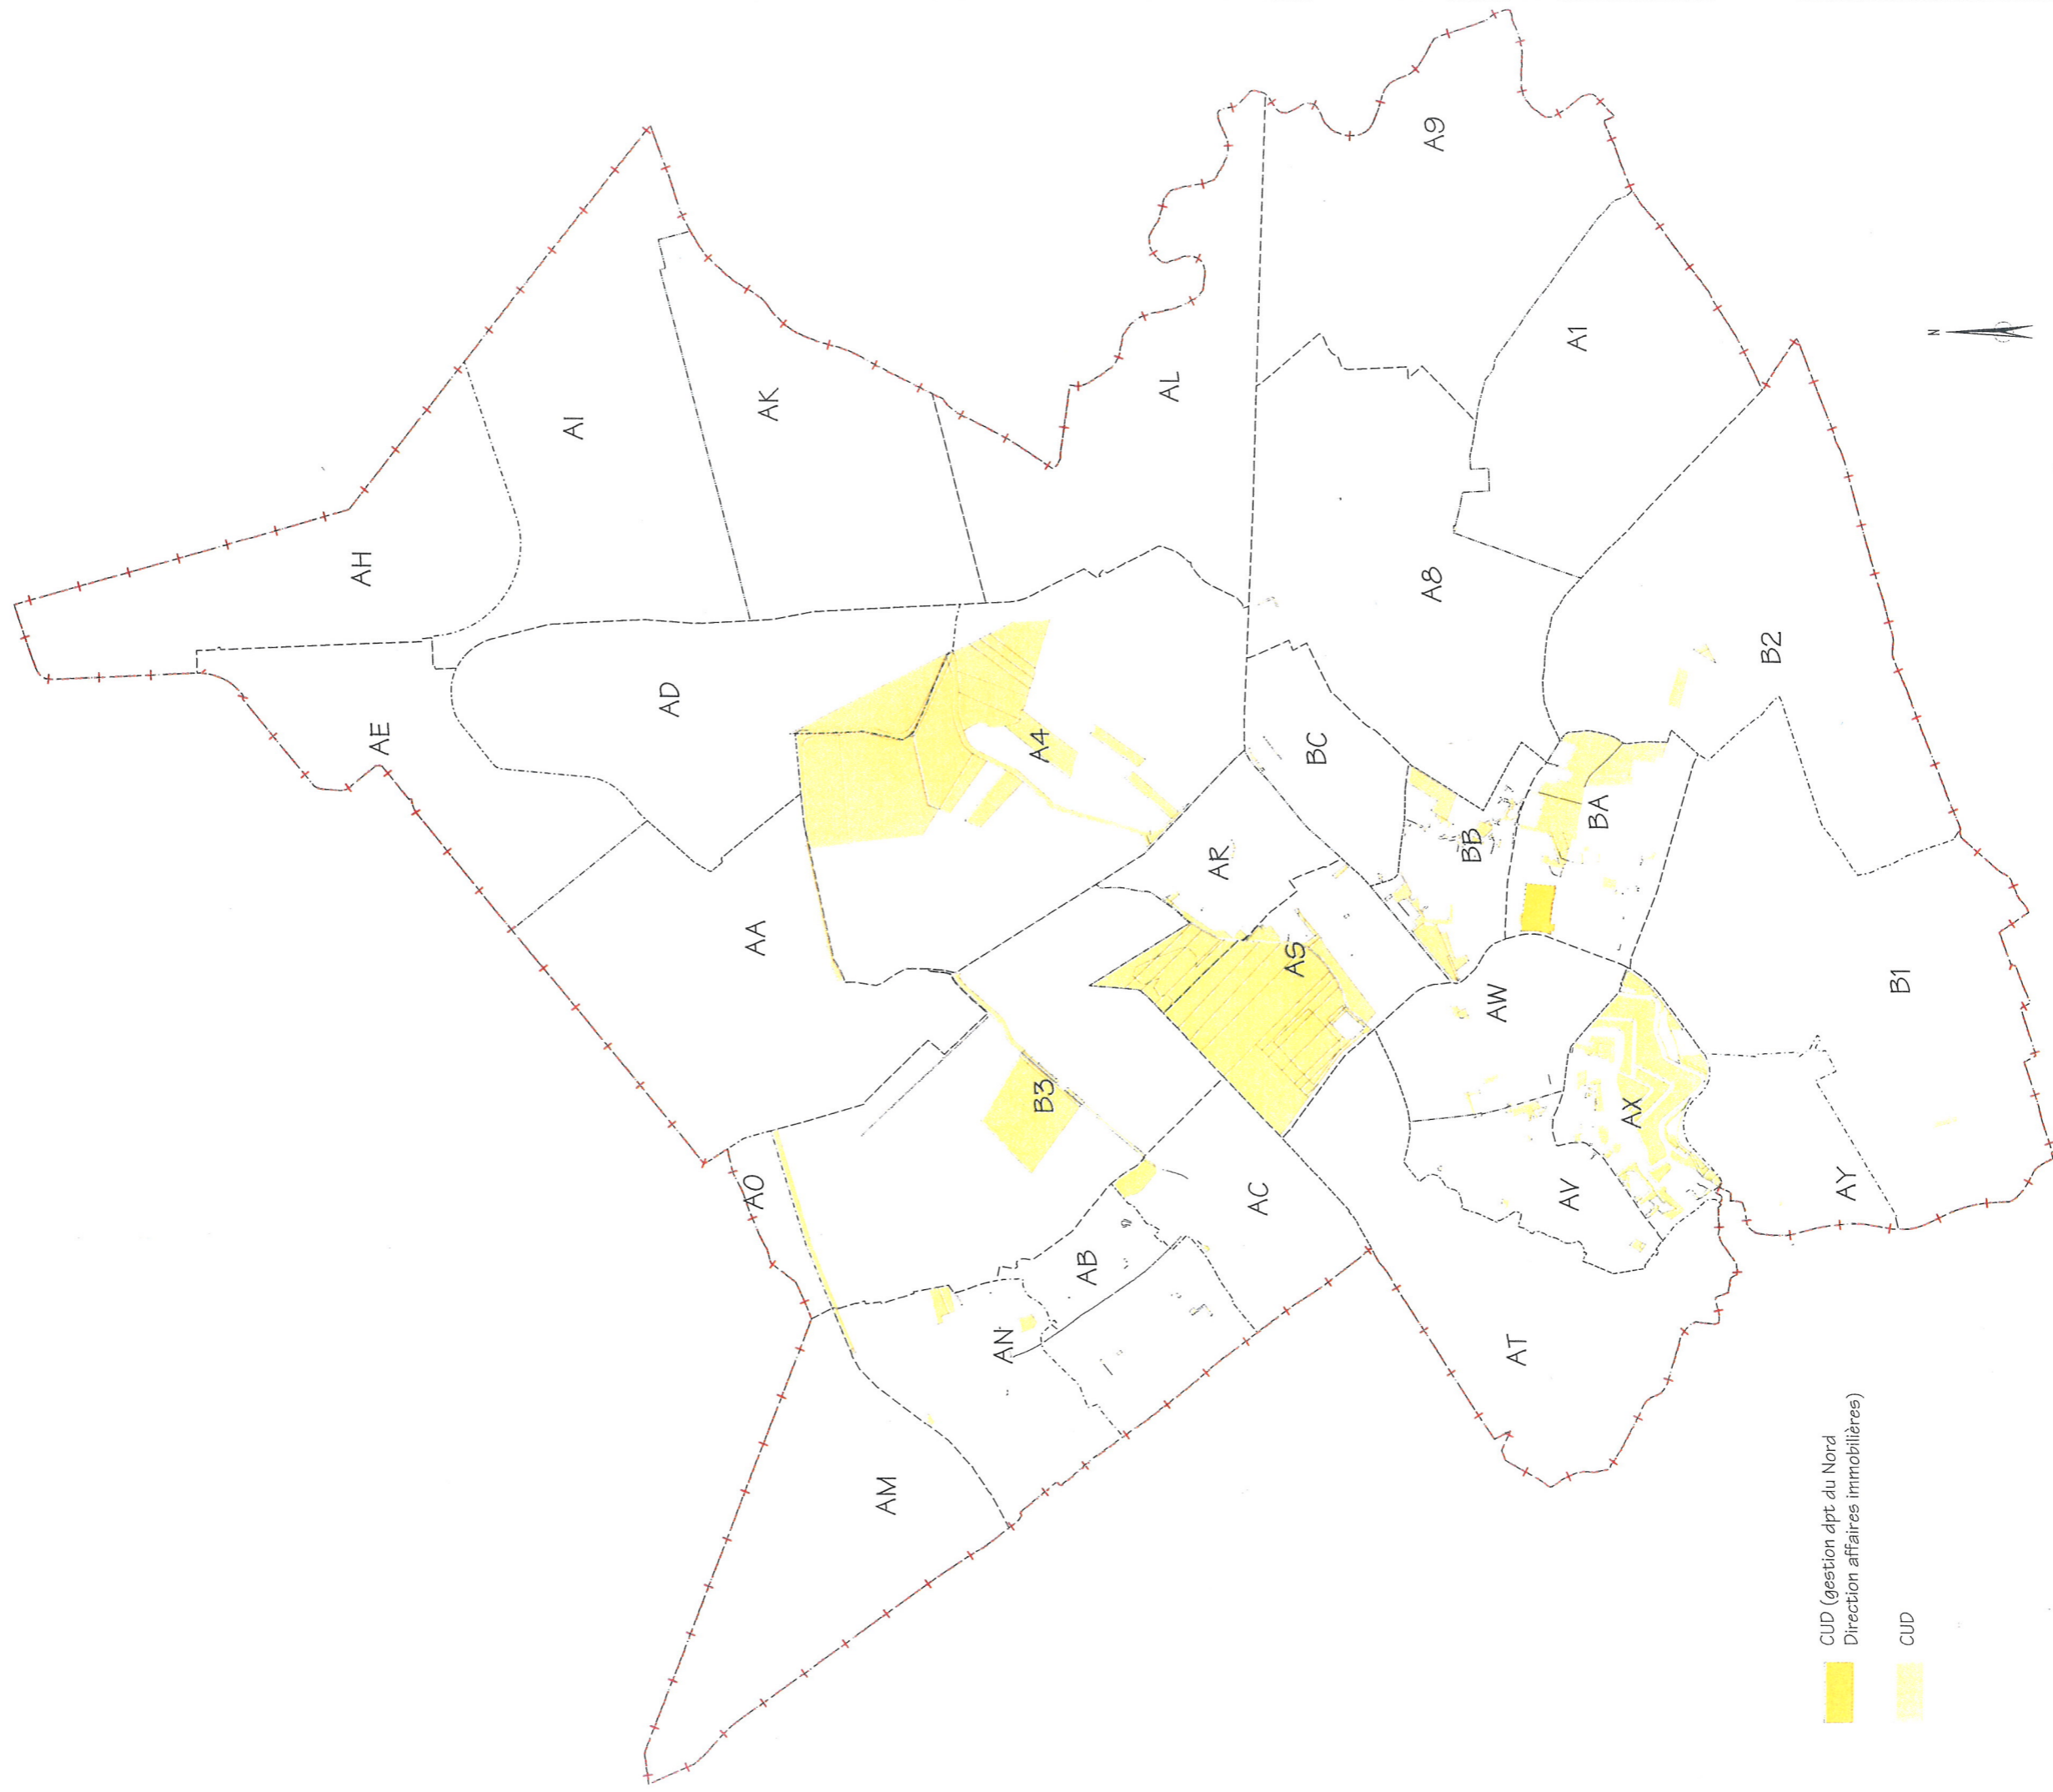 AH
AE
AI
AD
AO
AA
AK
AM
AN
B3
A4
AB
AL
AR
AC
AS
BC
A8
A9
BB
AW
AT
AV
BA
A1
AX
B2
AY
B1
N
CUD (gestion dpt du Nord
Direction affaires immobilières)
CUD